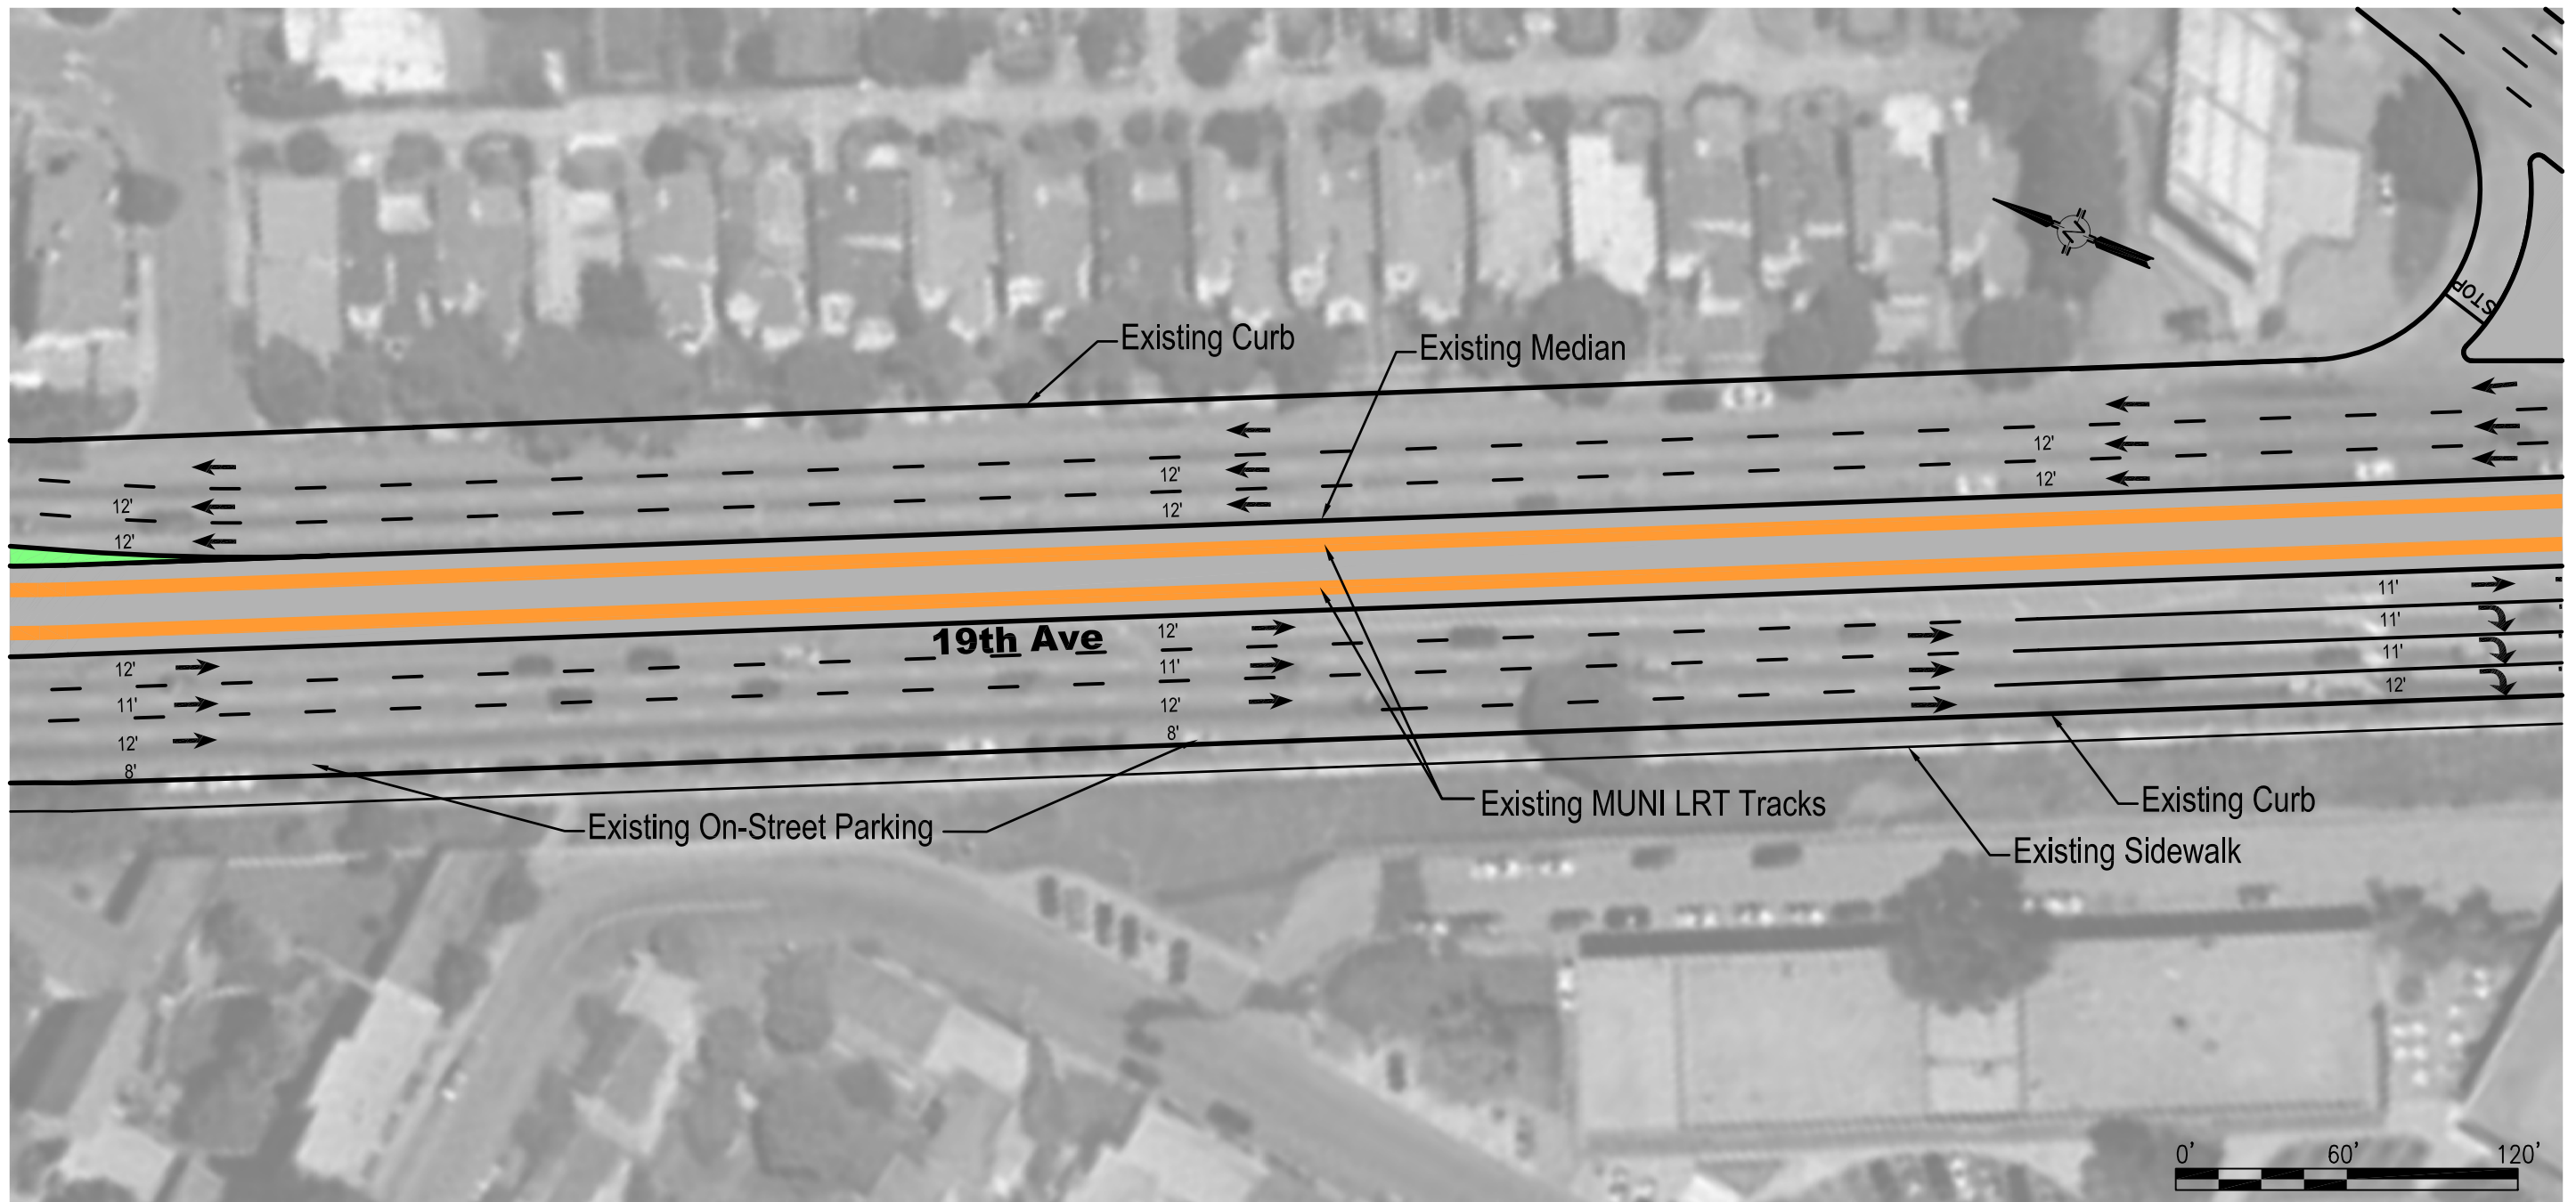 STOP
N
Existing Curb
Existing Median
12'
12'
12'
12'
12'
12'
19th Ave
12'
11'
12'
8'
12'
11'
12'
8'
11'
11'
11'
12'
Existing On-Street Parking
Existing MUNI LRT Tracks
Existing Curb
Existing Sidewalk
0' 60' 120'